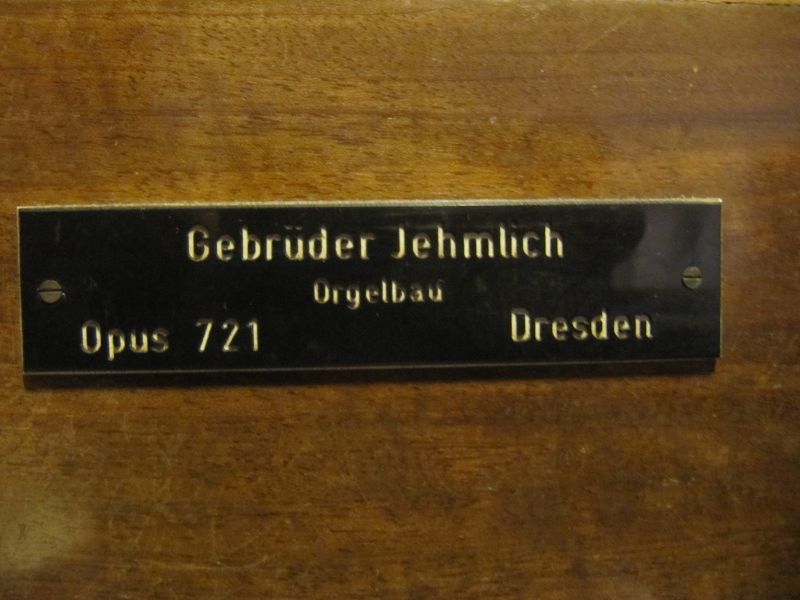 Gebrüder Jehmlich
Orgelbau
Opus 721 Dresden